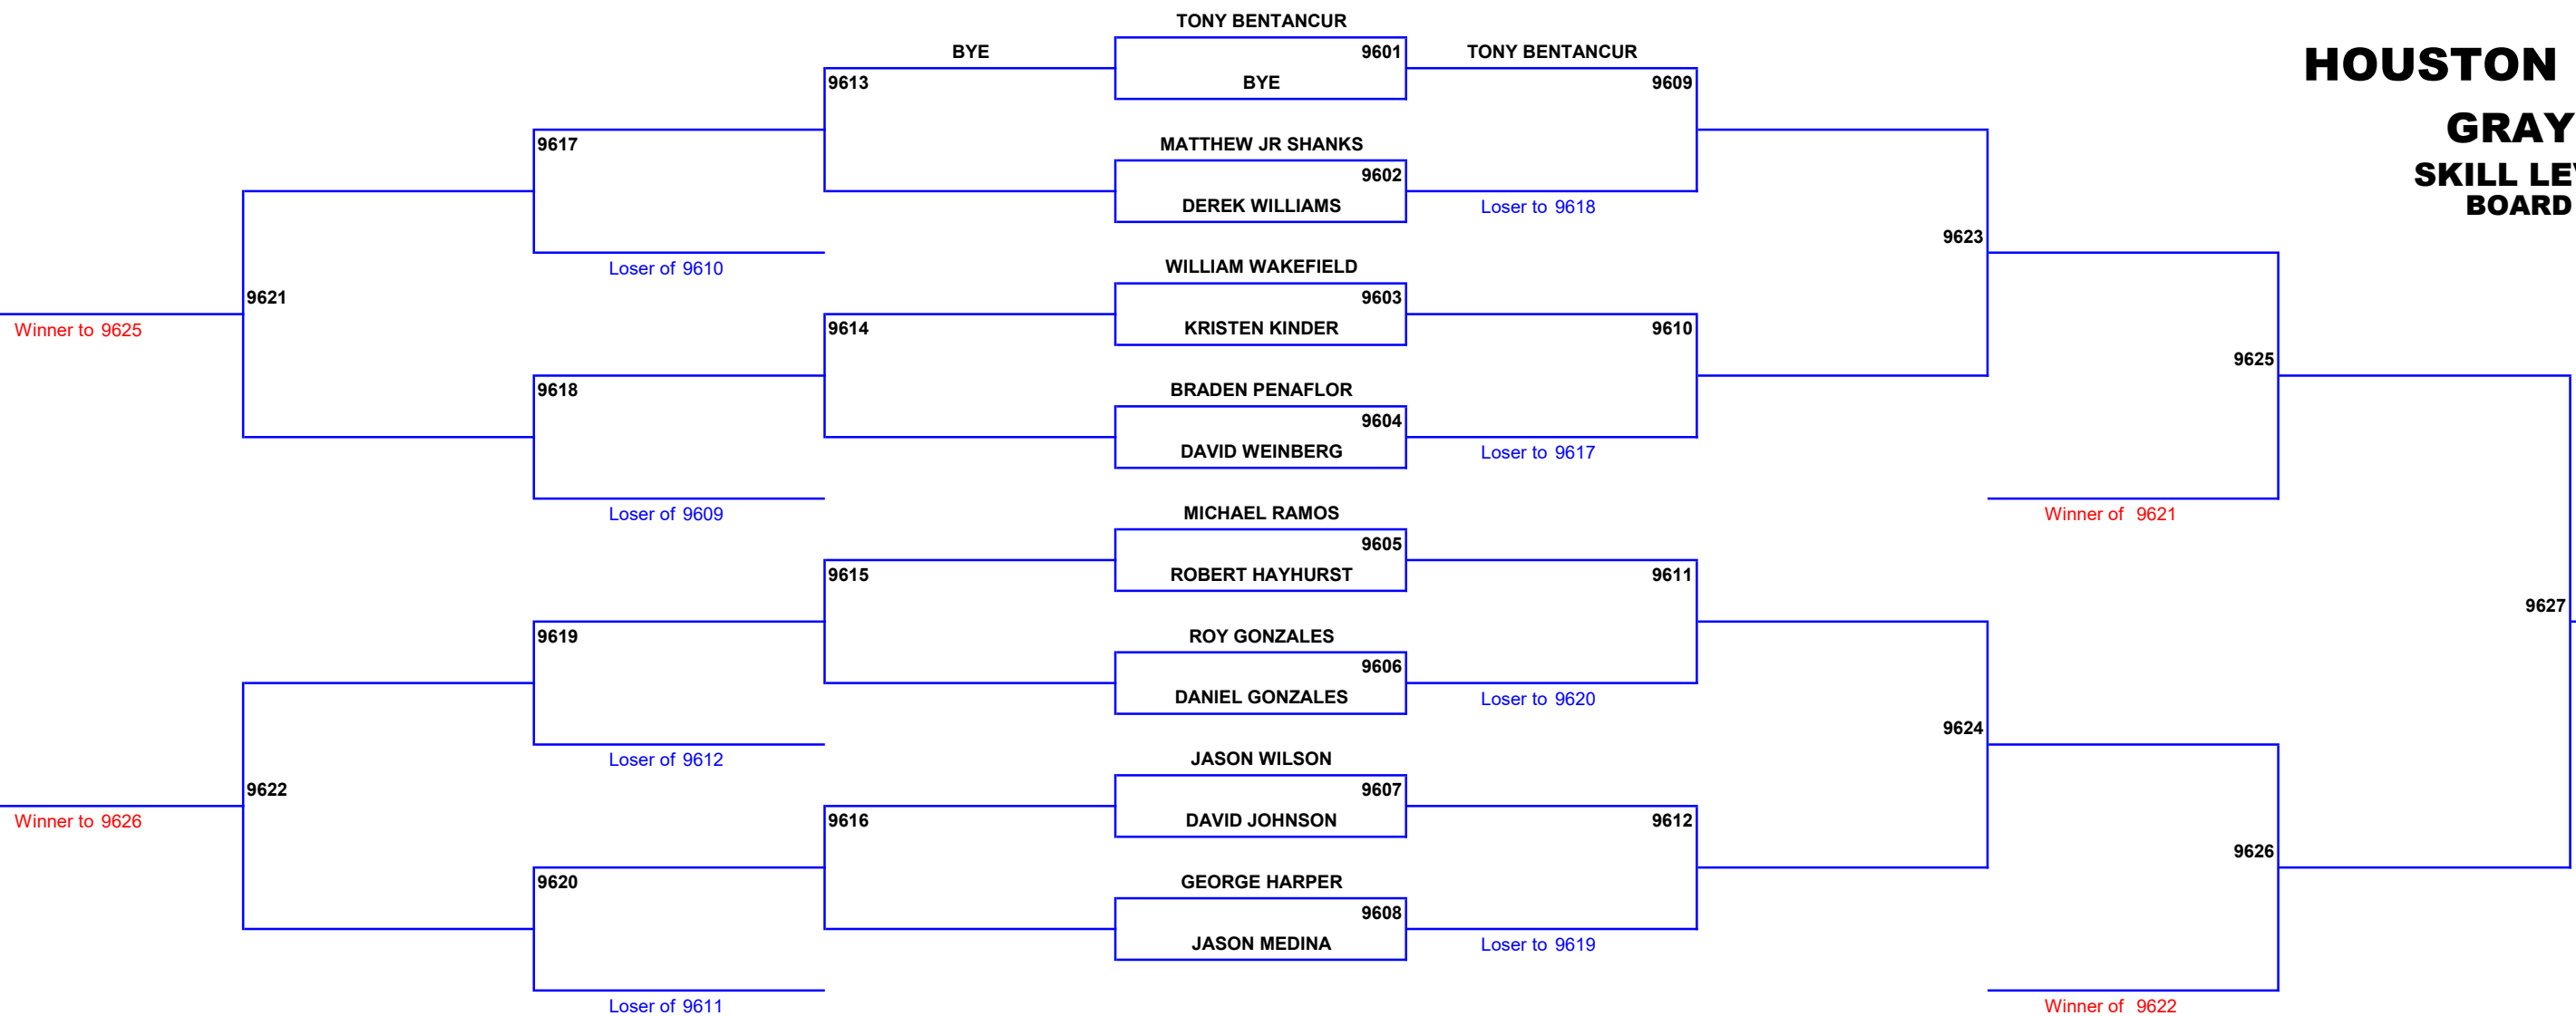 TONY BENTANCUR
BYE
9601
TONY BENTANCUR
HOUSTON
9613
BYE
9609
GRAY
9617
MATTHEW JR SHANKS
SKILL LE
9602
BOARD
DEREK WILLIAMS
Loser to 9618
9623
Loser of 9610
WILLIAM WAKEFIELD
9621
9603
Winner to 9625
9614
KRISTEN KINDER
9610
9625
9618
BRADEN PENAFLOR
9604
DAVID WEINBERG
Loser to 9617
Loser of 9609
MICHAEL RAMOS
Winner of 9621
9605
9615
ROBERT HAYHURST
9611
9627
9619
ROY GONZALES
9606
DANIEL GONZALES
Loser to 9620
9624
Loser of 9612
JASON WILSON
9622
9607
Winner to 9626
9616
DAVID JOHNSON
9612
9626
9620
GEORGE HARPER
9608
JASON MEDINA
Loser to 9619
Loser of 9611
Winner of 9622